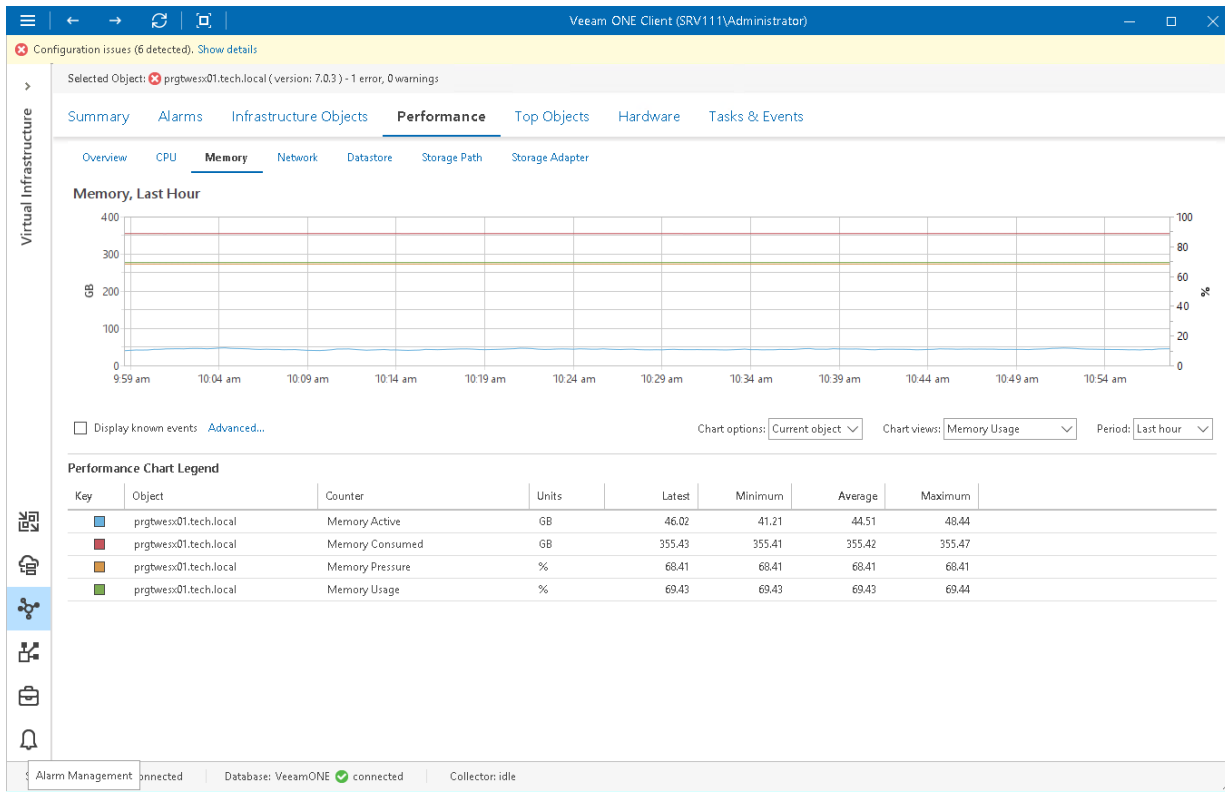 Veeam ONE Client (SRV111\Administrator)
Configuration issues (6 detected). Show details
Selected Object: prgtwesx01.tech.local (version: 7.0.3) - 1 error, 0 warnings
Virtual Infrastructure
Summary Alarms Infrastructure Objects Performance Top Objects Hardware Tasks & Events
Overview CPU Memory Network Datastore Storage Path Storage Adapter
Memory, Last Hour
400 100
300 80
60
GB 200 %
40
100 20
0 0
9:59 am 10:04 am 10:09 am 10:14 am 10:19 am 10:24 am 10:29 am 10:34 am 10:39 am 10:44 am 10:49 am 10:54 am
Display known events Advanced... Chart options: Current object Chart views: Memory Usage Period: Last hour
Performance Chart Legend
Key Object Counter Units Latest Minimum Average Maximum
prgtwesx01.tech.local Memory Active GB 46.02 41.21 44.51 48.44
prgtwesx01.tech.local Memory Consumed GB 355.43 355.41 355.42 355.47
prgtwesx01.tech.local Memory Pressure % 68.41 68.41 68.41 68.41
prgtwesx01.tech.local Memory Usage % 69.43 69.43 69.43 69.44
Alarm Management Database: VeeamONE connected Collector: idle